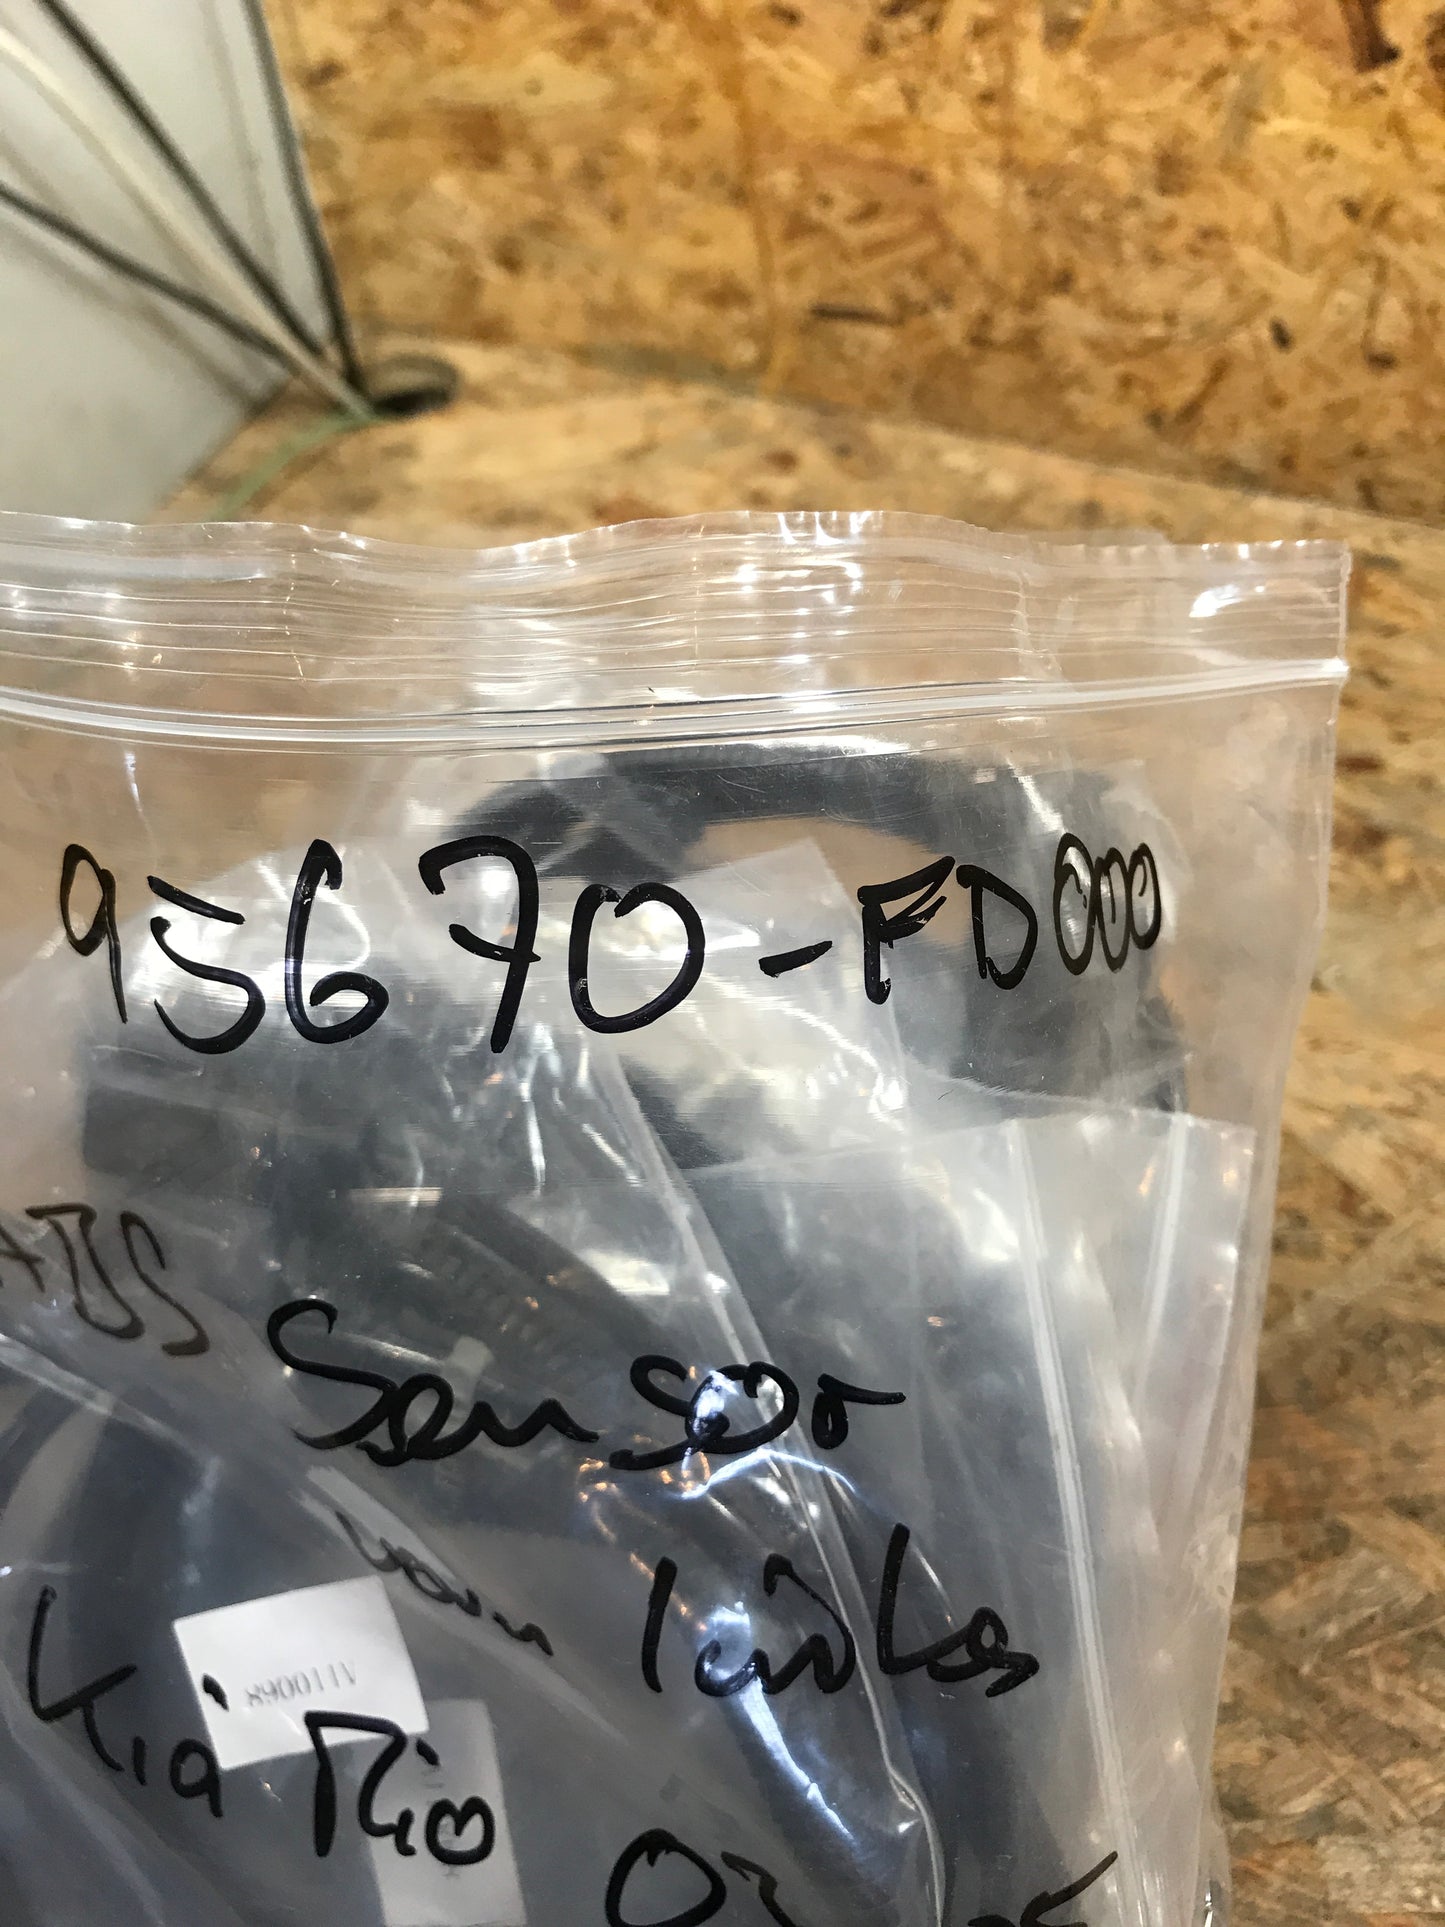 95670-FD000
ABS Sensor
vorn links
Kia Rio
890011V